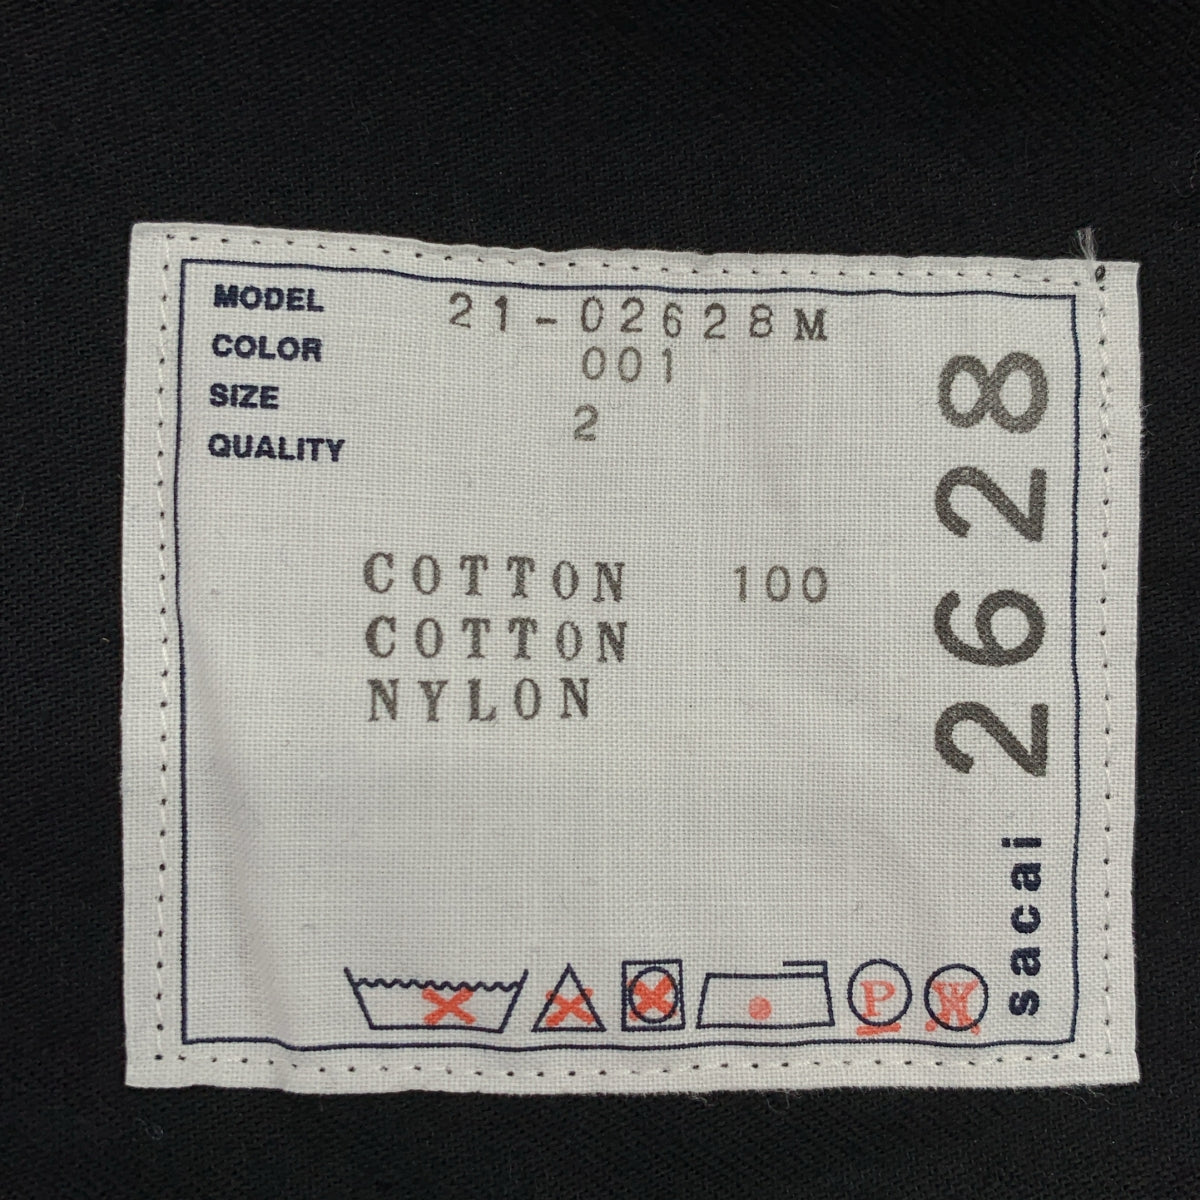 MODEL 21-02628M
COLOR 001
SIZE 2
QUALITY
COTTON 100
COTTON
NYLON
P W
sacai 2628